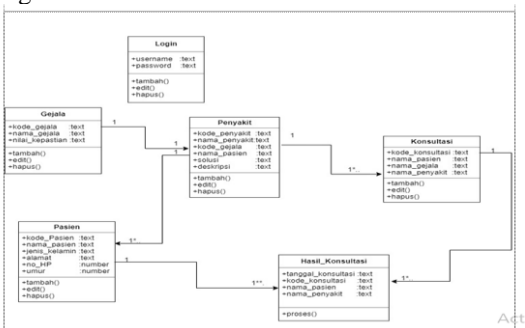 Login
+username :text
+password :text
+tambah()
+edit()
+hapus()
Gejala
+kode_gejala :text
+nama_gejala :text
+nilai_kepastian :text
+tambah()
+edit()
+hapus()
1
1
1
Penyakit
+kode_penyakit :text
+nama_penyakit:text
+kode_gejala :text
+nama_pasien :text
+solusi :text
+deskripsi :text
+tambah()
+edit()
+hapus()
1
1*..
Konsultasi
+kode_konsultasi :text
+nama_pasien :text
+nama_gejala :text
+nama_penyakit :text
+tambah()
+edit()
+hapus()
1
Pasien
+kode_Pasien :text
+nama_pasien :text
+jenis_kelamin :text
+alamat :text
+no_HP :number
+umur :number
+tambah()
+edit()
+hapus()
1*..
1
1**..
Hasil_Konsultasi
+tanggal_konsultasi :text
+kode_konsultasi :text
+nama_pasien :text
+nama_penyakit :text
+proses()
1*..
Act